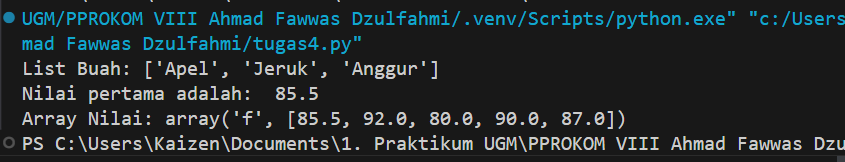 UGM/PPROKOM VIII Ahmad Fawwas Dzulfahmi/.venv/Scripts/python.exe" "c:/Users
mad Fawwas Dzulfahmi/tugas4.py"
List Buah: ['Apel', 'Jeruk', 'Anggur']
Nilai pertama adalah:  85.5
Array Nilai: array('f', [85.5, 92.0, 80.0, 90.0, 87.0])
PS C:\Users\Kaizen\Documents\1. Praktikum UGM\PPROKOM VIII Ahmad Fawwas Dzu